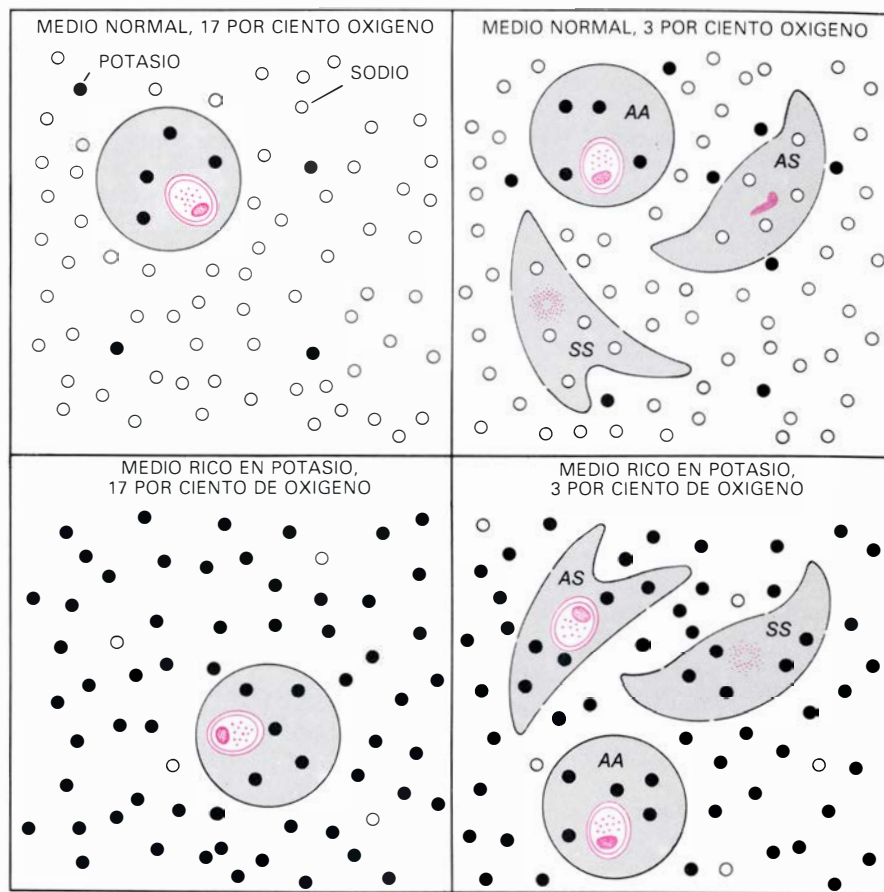 MEDIO NORMAL, 17 POR CIENTO OXIGENO
POTASIO
SODIO
MEDIO NORMAL, 3 POR CIENTO OXIGENO
AA
AS
SS
MEDIO RICO EN POTASIO,
17 POR CIENTO DE OXIGENO
MEDIO RICO EN POTASIO,
3 POR CIENTO DE OXIGENO
AS
SS
AA